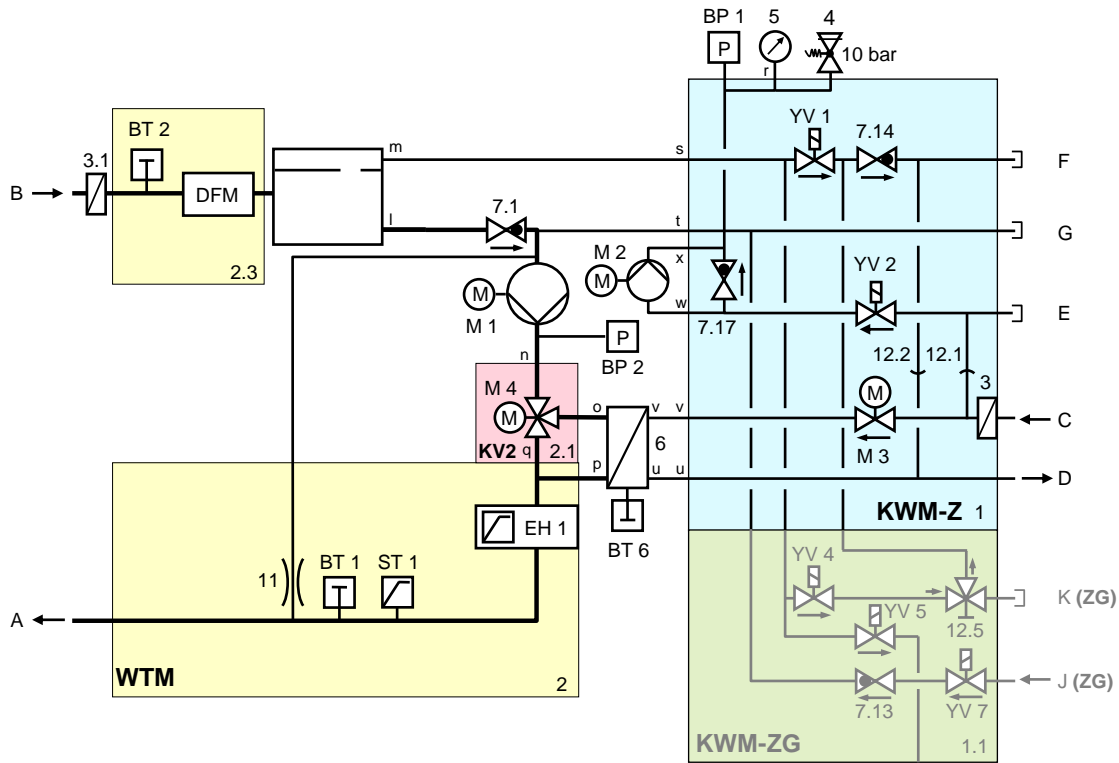 BP 1
5
4
P
10 bar
r
YV 1
7.14
BT 2
3.1
m
s
F
B
DFM
l
7.1
t
G
2.3
M 2
x
YV 2
M
M
w
E
M 1
7.17
P
n
BP 2
12.2
12.1
M 4
3
M
o
v
v
M
C
6
M 3
KV2
q
2.1
p
u
u
D
KWM-Z
1
EH 1
BT 6
YV 4
11
BT 1
ST 1
K (ZG)
A
YV 5
12.5
WTM
J (ZG)
2
7.13
YV 7
KWM-ZG
1.1